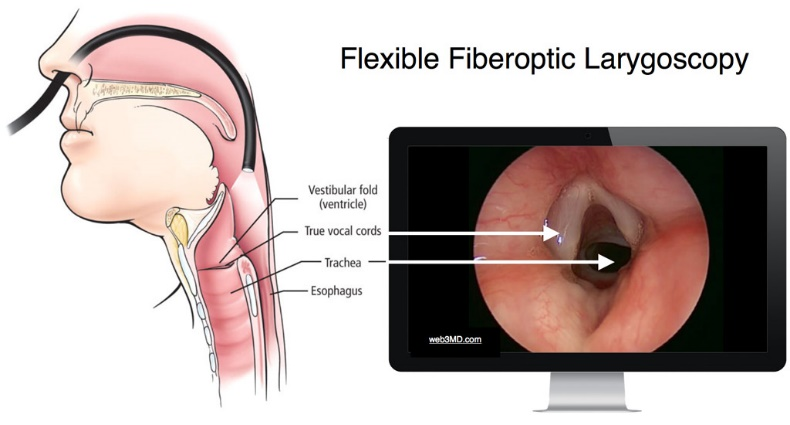 Flexible Fiberoptic Larygoscopy
Vestibular fold
(ventricle)
True vocal cords
Trachea
Esophagus
web3MD.com